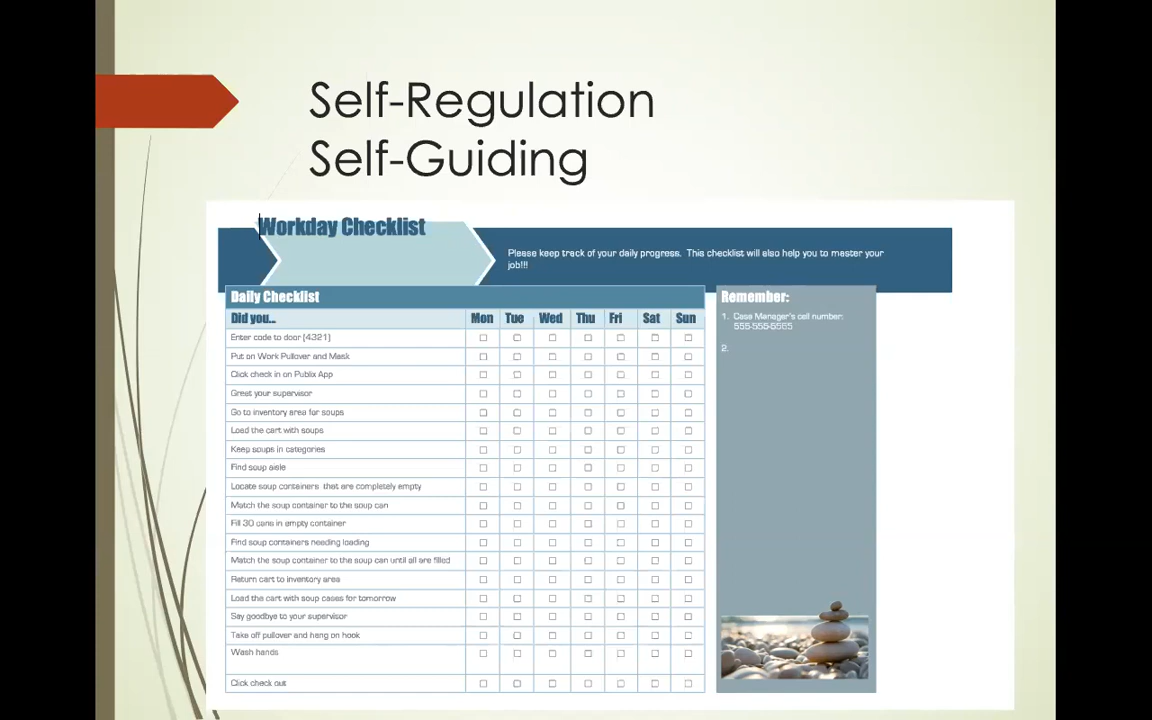 Self-Regulation
Self-Guiding
Workday Checklist
Please keep track of your daily progress. This checklist will also help you to master your
job!!!
Daily Checklist
Did you... Mon Tue Wed Thu Fri Sat Sun
Enter code to door (4321)
Put on Work Pullover and Mask
Click check in on Publix App
Greet your supervisor
Go to inventory area for soups
Load the cart with soups
Keep soups in categories
Find soup aisle
Locate soup containers that are completely empty
Match the soup container to the soup can
Fill 30 cans in empty container
Find soup containers needing loading
Match the soup container to the soup can until all are filled
Return cart to inventory area
Load the cart with soup cases for tomorrow
Say goodbye to your supervisor
Take off pullover and hang on hook
Wash hands
Click check out
Remember:
1. Case Manager's cell number:
555-555-5555
2.